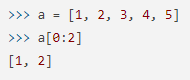 >>> a = [1, 2, 3, 4, 5]
>>> a[0:2]
[1, 2]